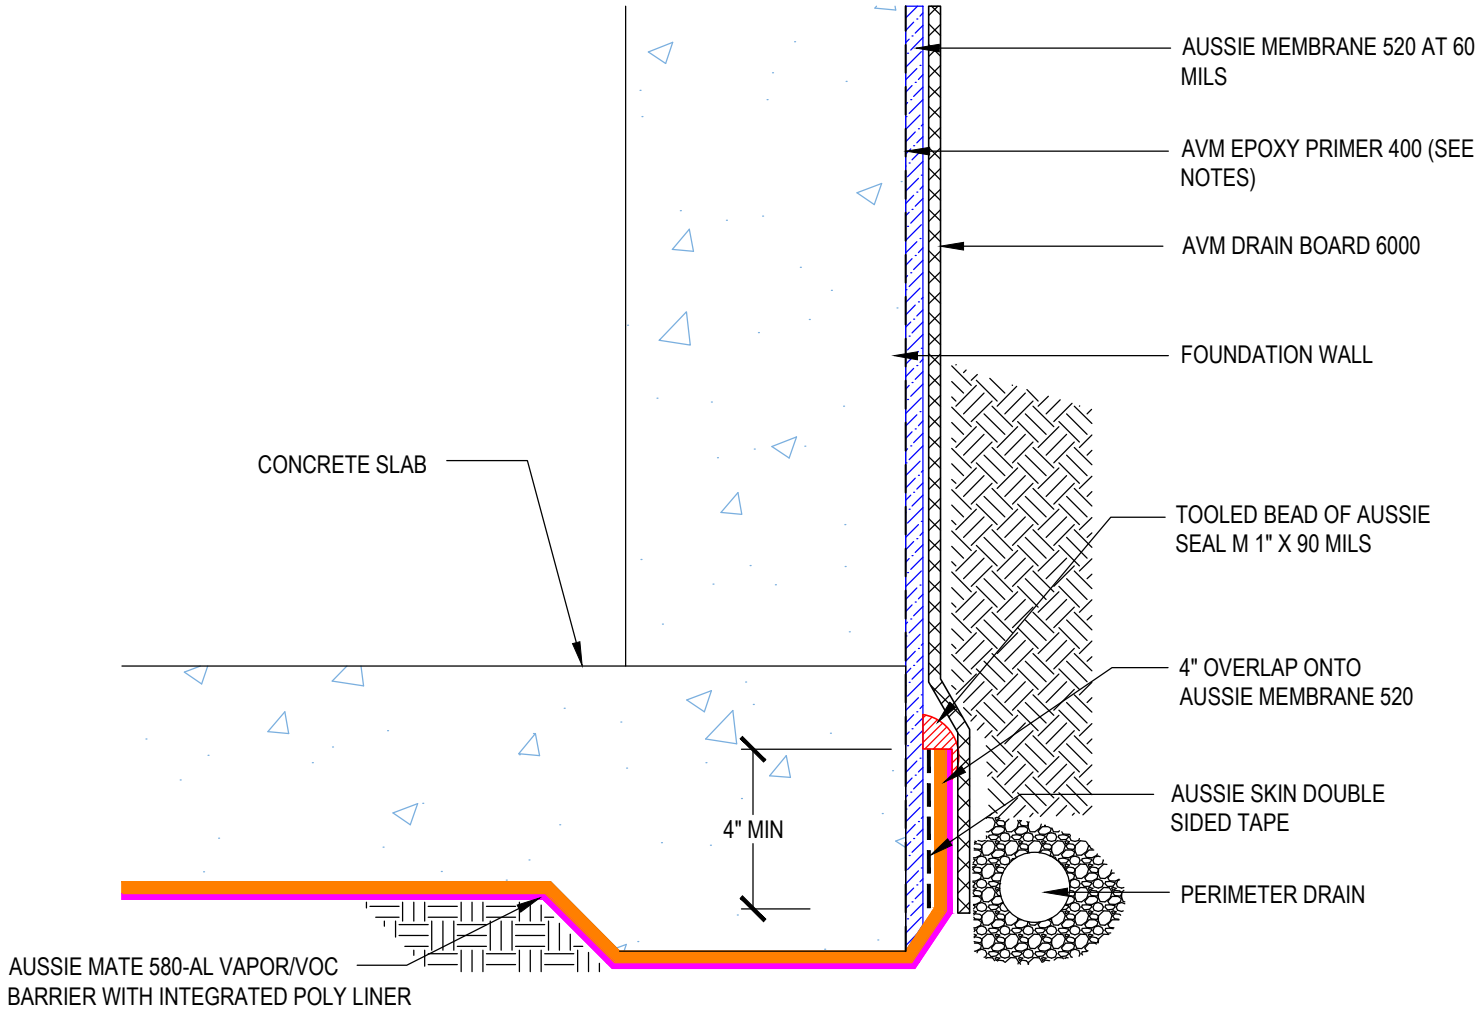 AUSSIE MEMBRANE 520 AT 60
MILS
AVM EPOXY PRIMER 400 (SEE
NOTES)
AVM DRAIN BOARD 6000
FOUNDATION WALL
CONCRETE SLAB
TOOLED BEAD OF AUSSIE
SEAL M 1" X 90 MILS
4" OVERLAP ONTO
AUSSIE MEMBRANE 520
4" MIN
AUSSIE SKIN DOUBLE
SIDED TAPE
PERIMETER DRAIN
AUSSIE MATE 580-AL VAPOR/VOC
BARRIER WITH INTEGRATED POLY LINER